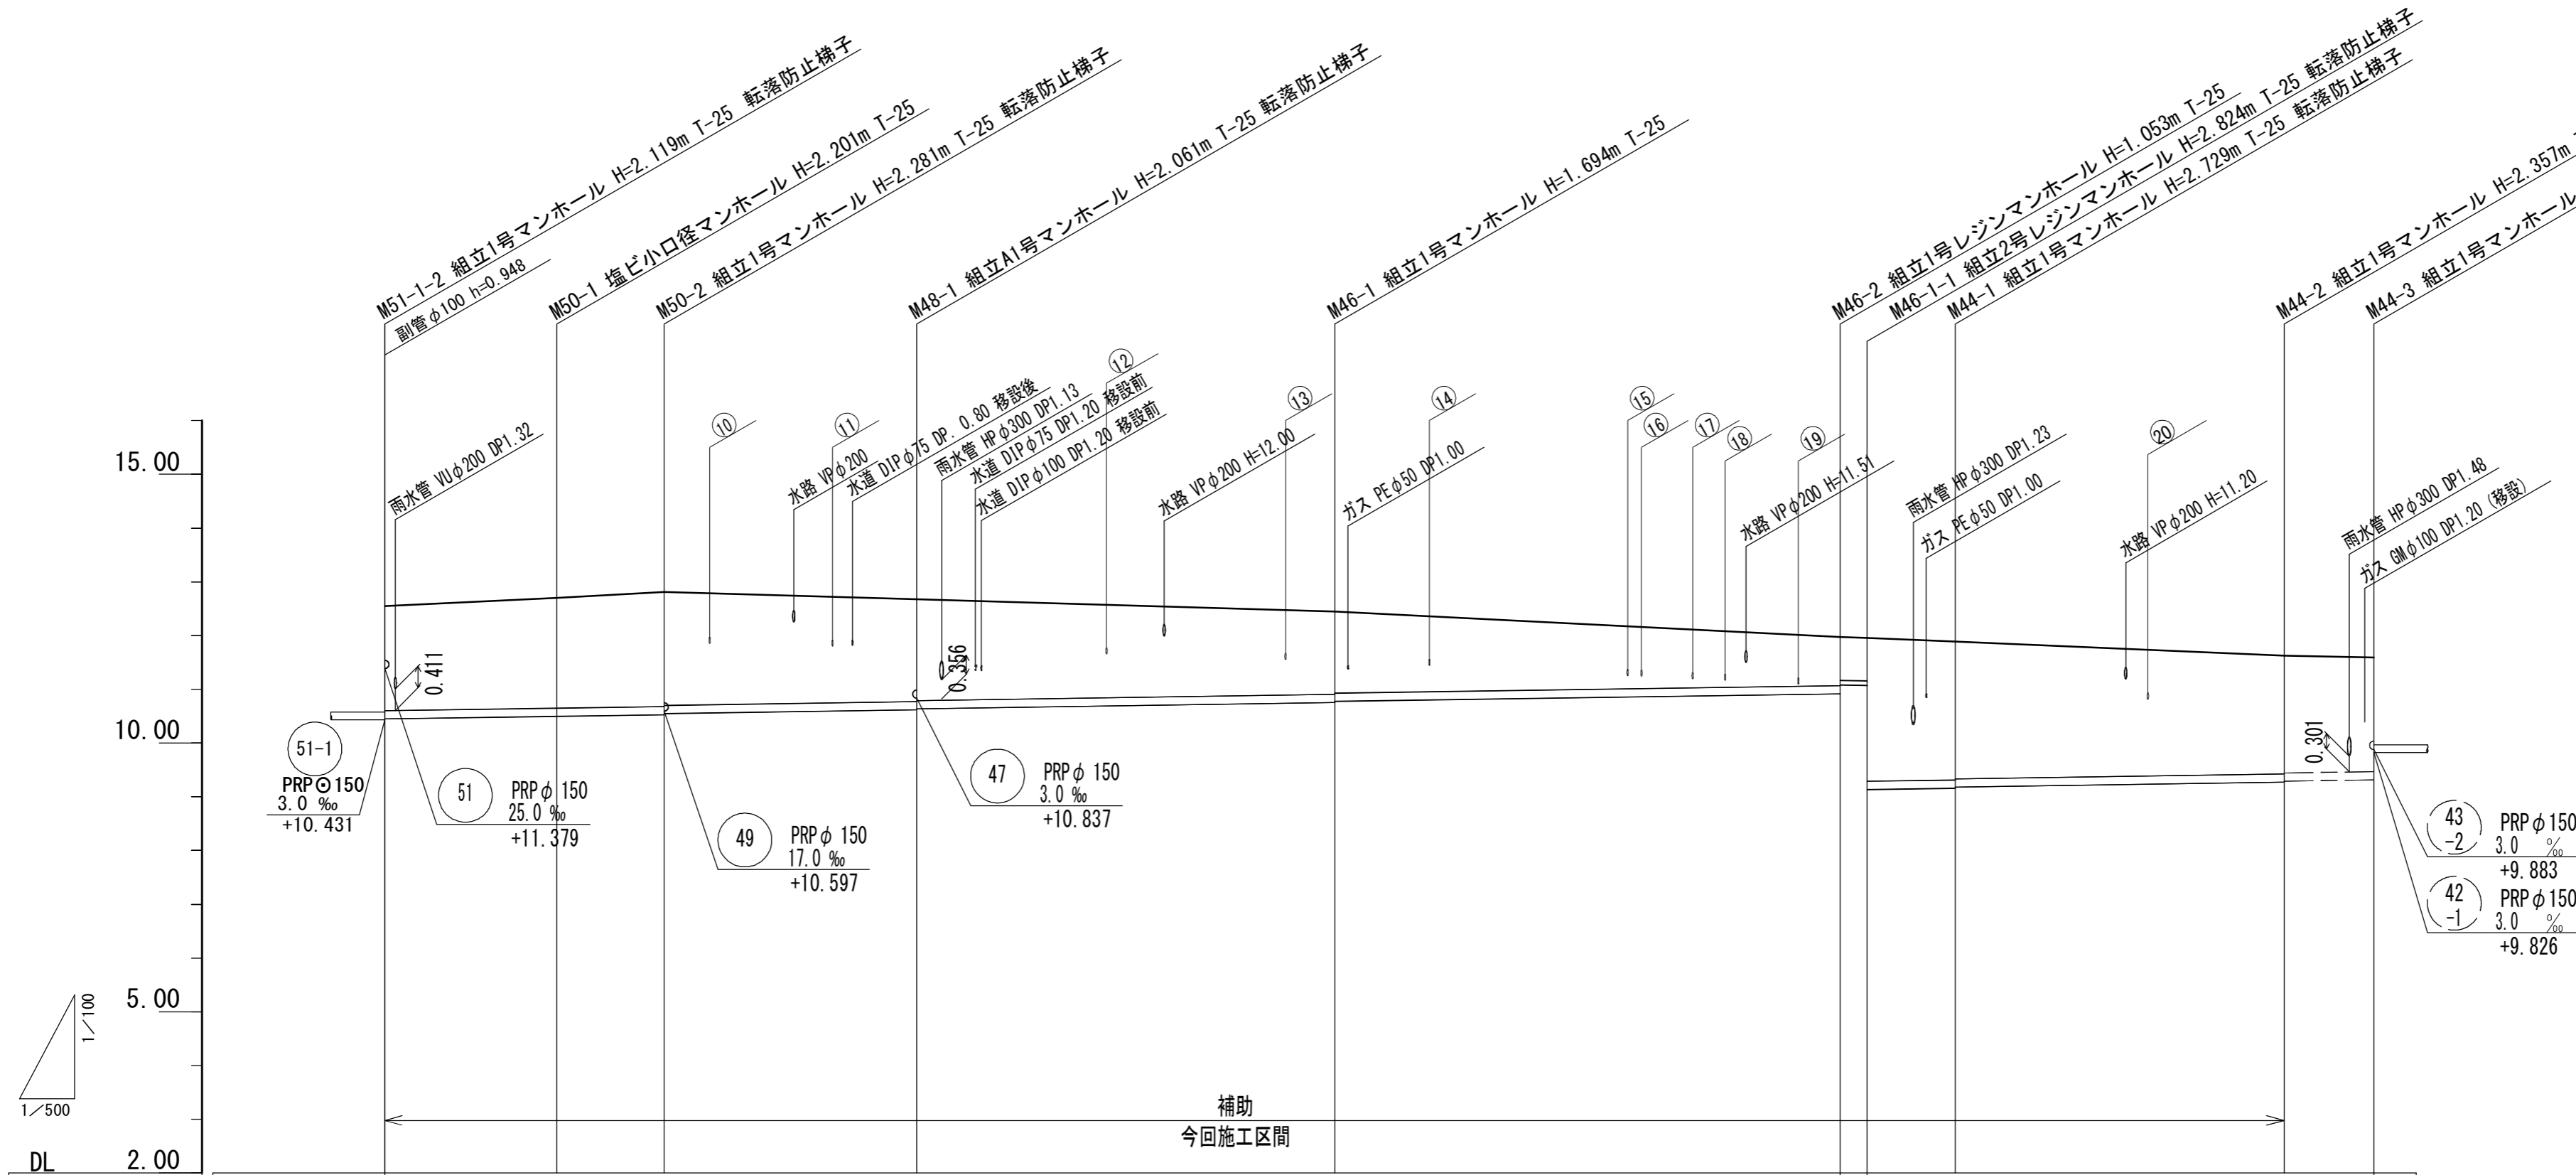 M51-1-2 組立1号マンホール H=2.119m T-25 転落防止梯子
副管φ100 h=0.948
M50-1 塩ビ小口径マンホール H=2.201m T-25
M50-2 組立1号マンホール H=2.281m T-25 転落防止梯子
M48-1 組立A1号マンホール H=2.061m T-25 転落防止梯子
M46-1 組立1号マンホール H=1.694m T-25
M46-2 組立1号レジンマンホール H=1.053m T-25
M46-1-1 組立2号レジンマンホール H=2.824m T-25 転落防止梯子
M44-1 組立1号マンホール H=2.729m T-25 転落防止梯子
M44-2 組立1号マンホール H=2.357m
M44-3 組立1号マンホール
雨水管 VUφ200 DP1.32
⑩
水路 VPφ200
⑪
水道 DIPφ75 DP. 0.80 移設後
雨水管 HPφ300 DP1.13
水道 DIPφ75 DP1.20 移設前
水道 DIPφ100 DP1.20 移設前
⑫
水路 VPφ200 H=12.00
⑬
ガス PEφ50 DP1.00
⑭
⑮
⑯
⑰
⑱
水路 VPφ200 H=11.51
⑲
雨水管 HPφ300 DP1.23
ガス PEφ50 DP1.00
水路 VPφ200 H=11.20
⑳
雨水管 HPφ300 DP1.48
ガス GMφ100 DP1.20 (移設)
15.00
10.00
5.00
DL 2.00
0.411
0.356
0.301
51-1
PRP⊙150
3.0 ‰
+10.431
51
PRPφ 150
25.0 ‰
+11.379
49
PRPφ 150
17.0 ‰
+10.597
47
PRPφ 150
3.0 ‰
+10.837
43
-2
PRPφ150
3.0 ‰
+9.883
42
-1
PRPφ150
3.0 ‰
+9.826
1/100
1/500
補助
今回施工区間